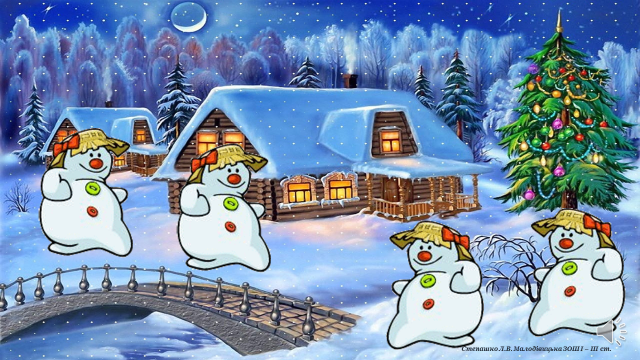 Степашко Л.В. Малодівицька ЗОШ І – ІІІ ст.